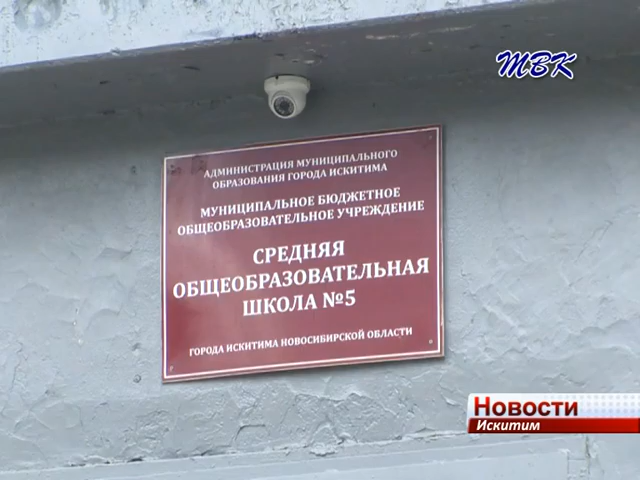 ТВК
АДМИНИСТРАЦИЯ МУНИЦИПАЛЬНОГО
ОБРАЗОВАНИЯ ГОРОДА ИСКИТИМА
МУНИЦИПАЛЬНОЕ БЮДЖЕТНОЕ
ОБЩЕОБРАЗОВАТЕЛЬНОЕ УЧРЕЖДЕНИЕ
СРЕДНЯЯ
ОБЩЕОБРАЗОВАТЕЛЬНАЯ
ШКОЛА №5
ГОРОДА ИСКИТИМА НОВОСИБИРСКОЙ ОБЛАСТИ
Новости
Искитим